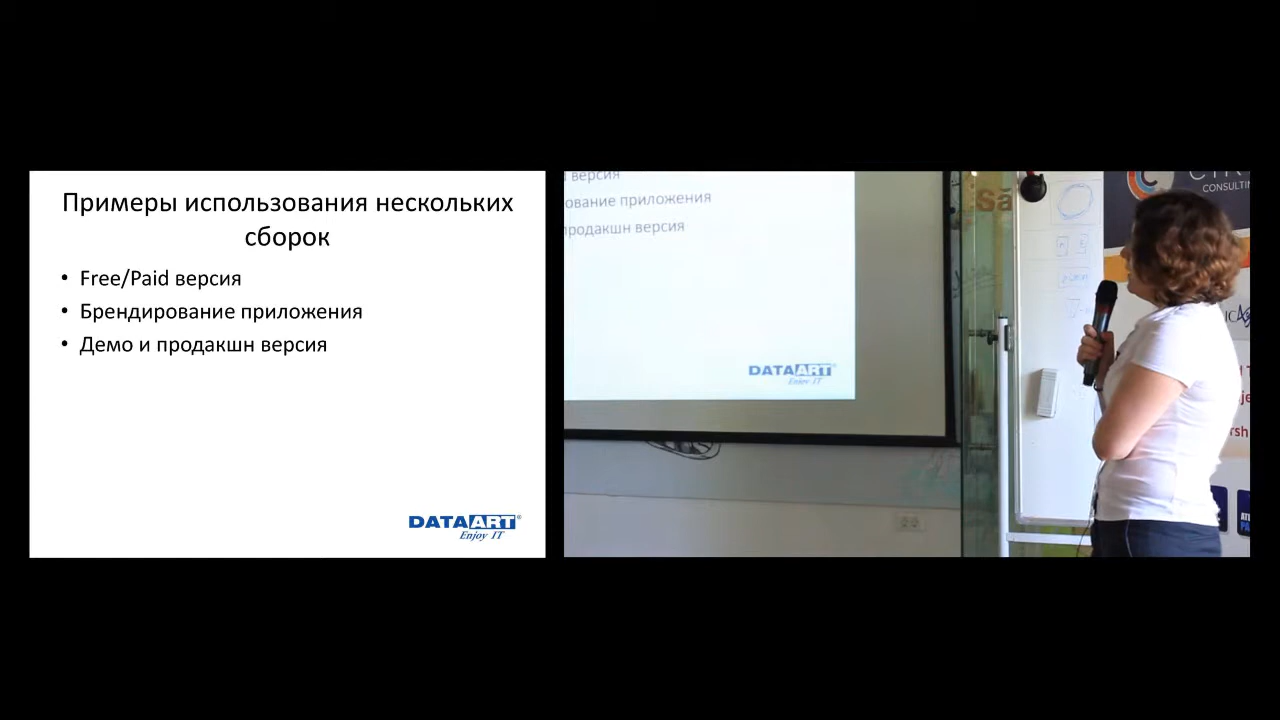 Примеры использования нескольких
сборок
• Free/Paid версия
• Брендирование приложения
• Демо и продакшн версия
DATAART®
Enjoy IT
версия
ование приложения
продакшн версия
DATAART
Enjoy IT
CONSULTIN